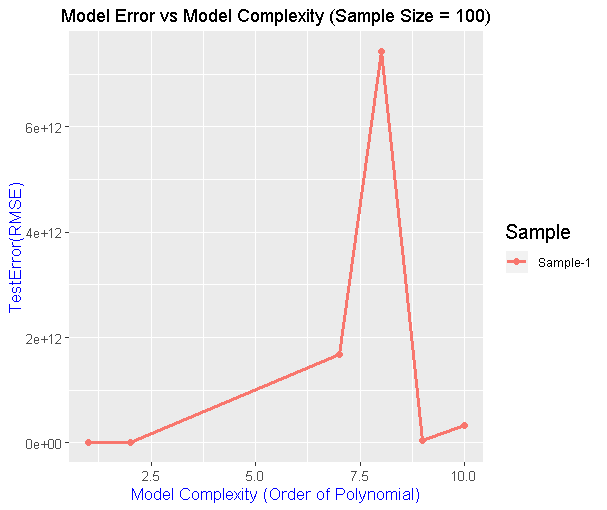 Model Error vs Model Complexity (Sample Size = 100)
TestError(RMSE)
6e+12
4e+12
2e+12
0e+00
2.5 5.0 7.5 10.0
Model Complexity (Order of Polynomial)
Sample
Sample-1